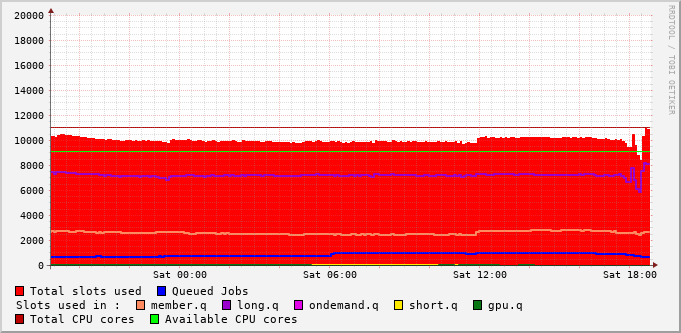 RRDTOOL / TOBI OETIKER
20000
18000
16000
14000
12000
10000
8000
6000
4000
2000
0
Sat 00:00 Sat 06:00 Sat 12:00 Sat 18:00
Total slots used Queued Jobs
Slots used in : member.q long.q ondemand.q short.q gpu.q
Total CPU cores Available CPU cores